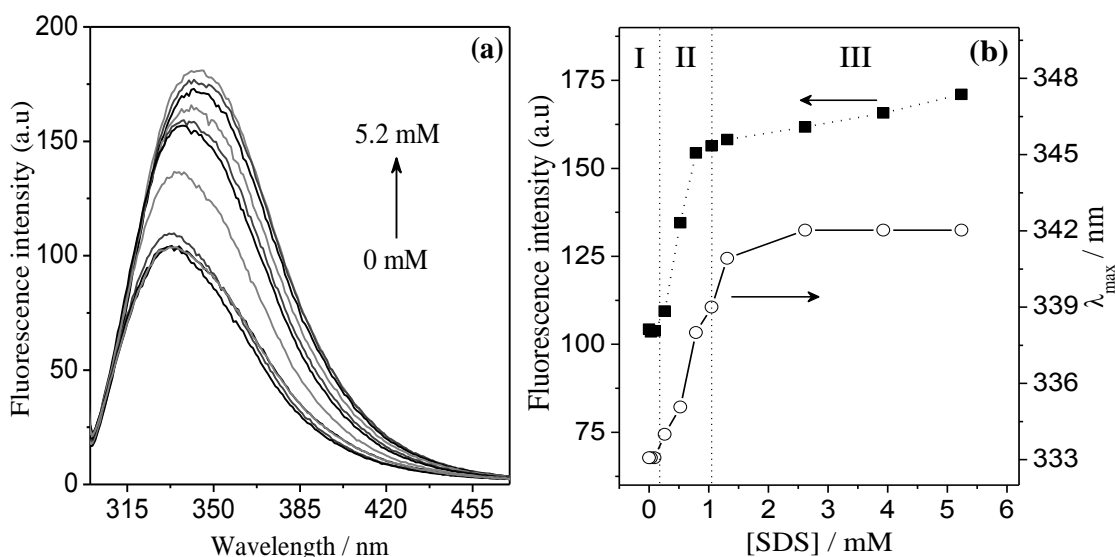 (a)
200
150
100
50
0
Fluorescence intensity (a.u)
5.2 mM
0 mM
315 350 385 420 455
Wavelength / nm
(b)
I II III
175
150
125
100
75
Fluorescence intensity (a.u)
348
345
342
339
336
333
λmax / nm
0 1 2 3 4 5 6
[SDS] / mM